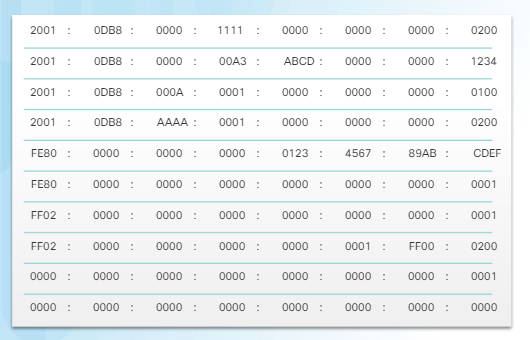 2001 : 0DB8 : 0000 : 1111 : 0000 : 0000 : 0000 : 0200
2001 : 0DB8 : 0000 : 00A3 : ABCD : 0000 : 0000 : 1234
2001 : 0DB8 : 000A : 0001 : 0000 : 0000 : 0000 : 0100
2001 : 0DB8 : AAAA : 0001 : 0000 : 0000 : 0000 : 0200
FE80 : 0000 : 0000 : 0000 : 0123 : 4567 : 89AB : CDEF
FE80 : 0000 : 0000 : 0000 : 0000 : 0000 : 0000 : 0001
FF02 : 0000 : 0000 : 0000 : 0000 : 0000 : 0000 : 0001
FF02 : 0000 : 0000 : 0000 : 0000 : 0001 : FF00 : 0200
0000 : 0000 : 0000 : 0000 : 0000 : 0000 : 0000 : 0001
0000 : 0000 : 0000 : 0000 : 0000 : 0000 : 0000 : 0000